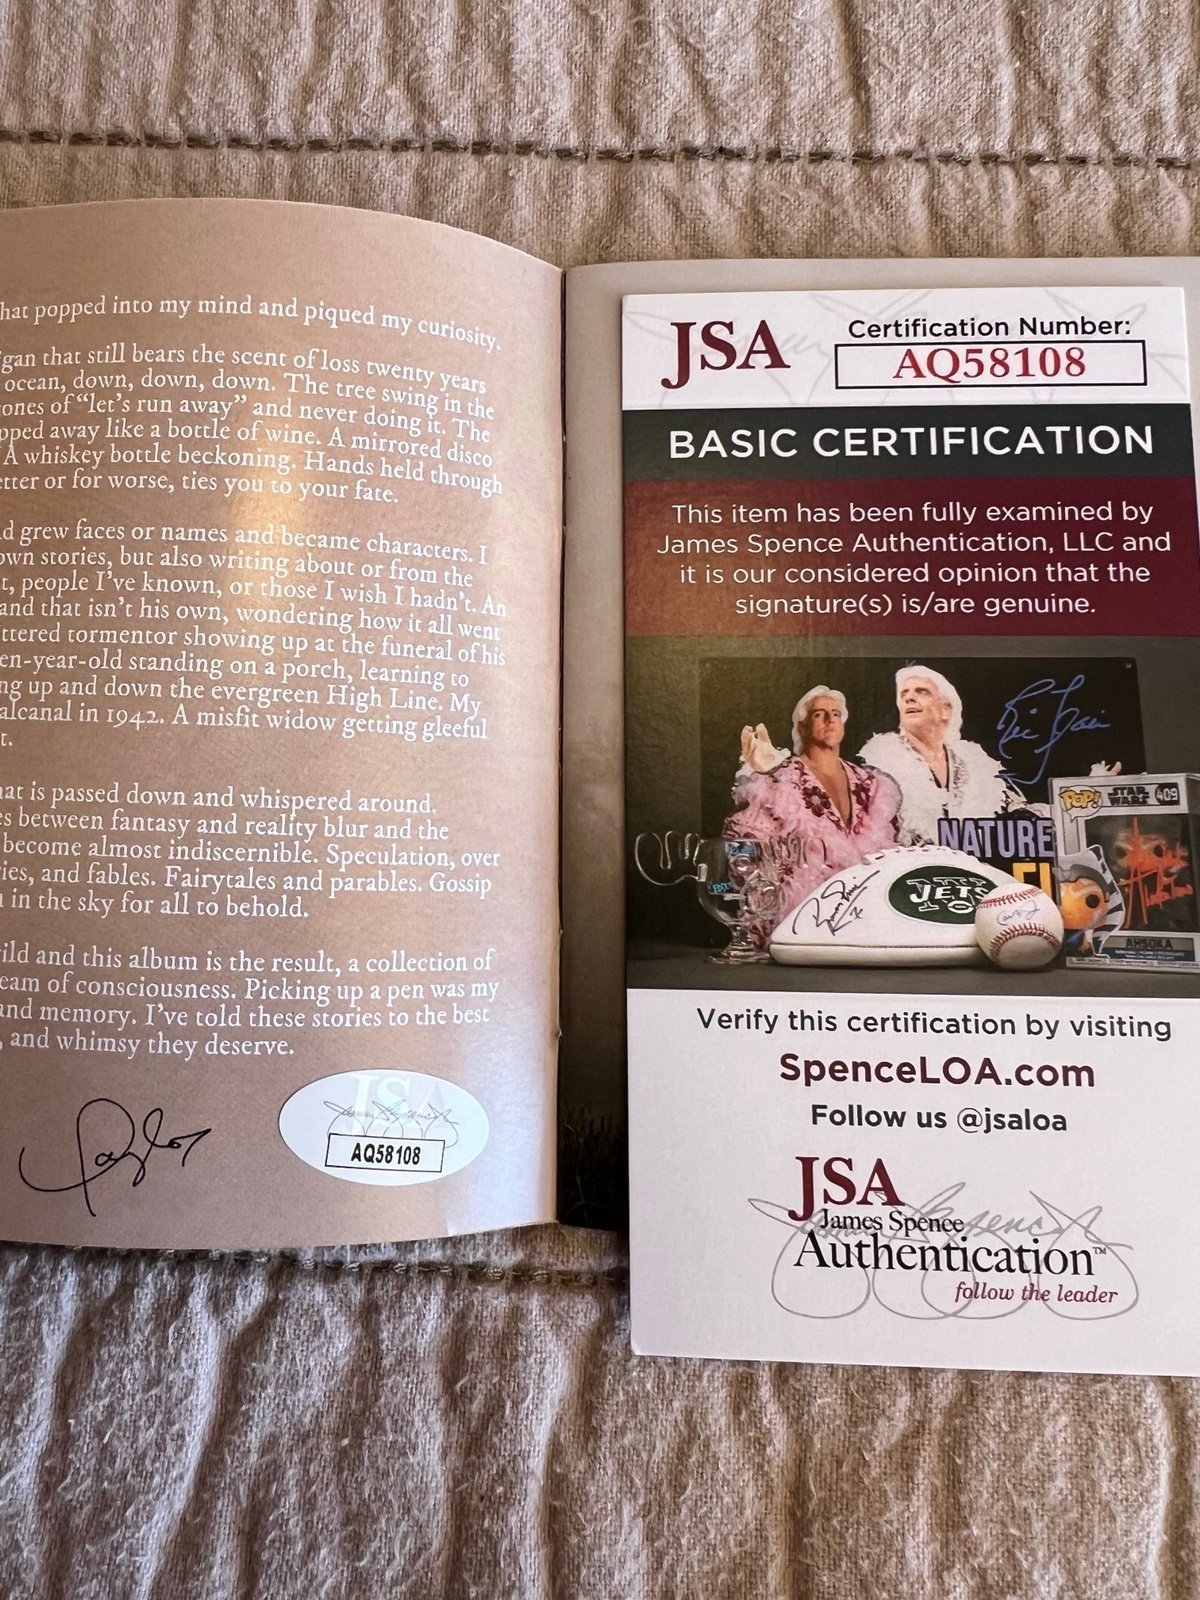 hat popped into my mind and piqued my curiosity.
gan that still bears the scent of loss twenty years
ocean, down, down, down. The tree swing in the
ones of “let’s run away” and never doing it. The
pped away like a bottle of wine. A mirrored disco
A whiskey bottle beckoning. Hands held through
etter or for worse, ties you to your fate.
d grew faces or names and became characters. I
own stories, but also writing about or from the
t, people I’ve known, or those I wish I hadn’t. An
and that isn’t his own, wondering how it all went
ttered tormentor showing up at the funeral of his
en-year-old standing on a porch, learning to
ng up and down the evergreen High Line. My
alcanal in 1942. A misfit widow getting gleeful
t.
hat is passed down and whispered around.
es between fantasy and reality blur and the
become almost indiscernible. Speculation, over
ries, and fables. Fairytales and parables. Gossip
n in the sky for all to behold.
ild and this album is the result, a collection of
eam of consciousness. Picking up a pen was my
and memory. I’ve told these stories to the best
, and whimsy they deserve.
Taylor
JSA
AQ58108
JSA
Certification Number:
AQ58108
BASIC CERTIFICATION
This item has been fully examined by
James Spence Authentication, LLC and
it is our considered opinion that the
signature(s) is/are genuine.
Ric Flair
NATURE
POP!
STAR WARS
409
JETS
AHSOKA
Verify this certification by visiting
SpenceLOA.com
Follow us @jsaloa
JSA
James Spence
Authentication™
follow the leader